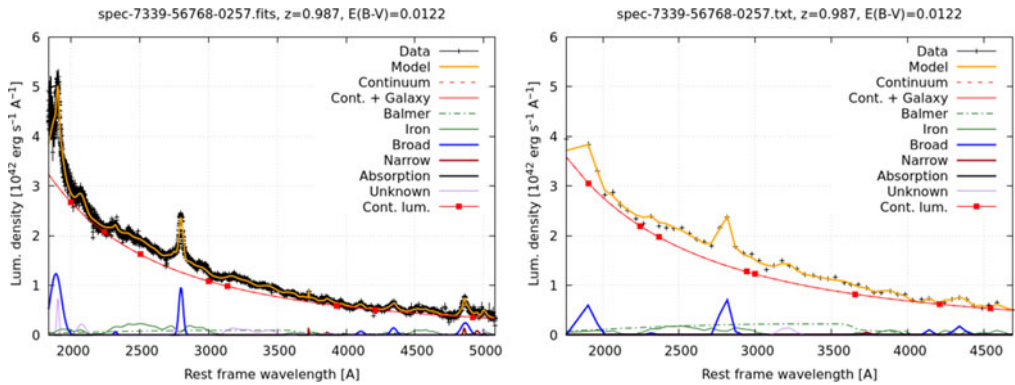 spec-7339-56768-0257.fits, z=0.987, E(B-V)=0.0122
Lum. density [10^42 erg s^-1 A^-1]
6
5
4
3
2
1
0
Data
Model
Continuum
Cont. + Galaxy
Balmer
Iron
Broad
Narrow
Absorption
Unknown
Cont. lum.
2000 2500 3000 3500 4000 4500 5000
Rest frame wavelength [A]
spec-7339-56768-0257.txt, z=0.987, E(B-V)=0.0122
Lum. density [10^42 erg s^-1 A^-1]
6
5
4
3
2
1
0
Data
Model
Continuum
Cont. + Galaxy
Balmer
Iron
Broad
Narrow
Absorption
Unknown
Cont. lum.
2000 2500 3000 3500 4000 4500
Rest frame wavelength [A]